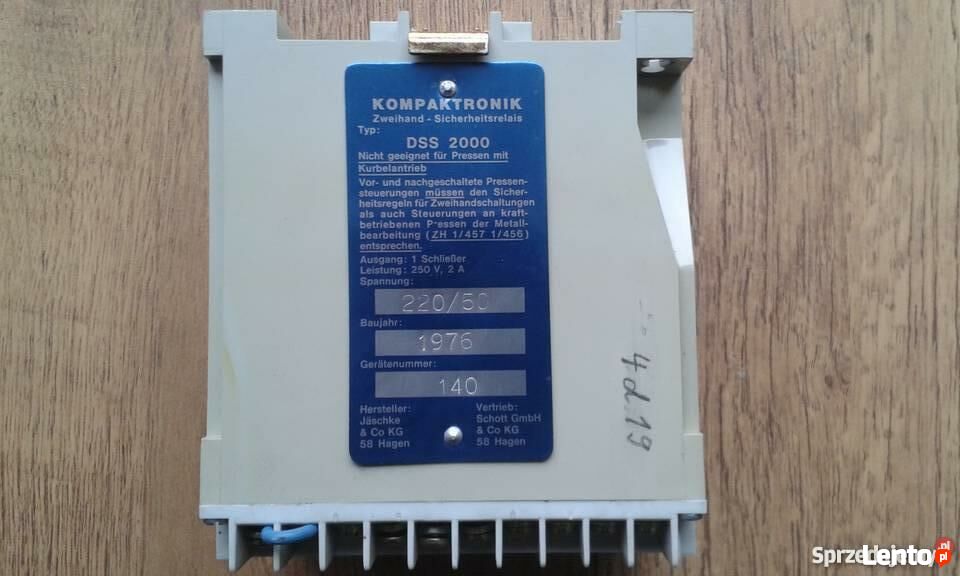 KOMPAKTRONIK
Zweihand - Sicherheitsrelais
Typ:
DSS 2000
Nicht geeignet für Pressen mit
Kurbelantrieb
Vor- und nachgeschaltete Pressen-
steuerungen müssen den Sicher-
heitsregeln für Zweihandschaltungen
als auch Steuerungen an kraft-
betriebenen Pressen der Metall-
bearbeitung (ZH 1/457 1/456)
entsprechen.
Ausgang: 1 Schließer
Leistung: 250 V, 2 A
Spannung:
220/50
Baujahr:
1976
Gerätenummer:
140
Hersteller:
Jäschke
& Co KG
58 Hagen
Vertrieb:
Schott GmbH
& Co KG
58 Hagen
4d.19
Lento
.nl
.pl